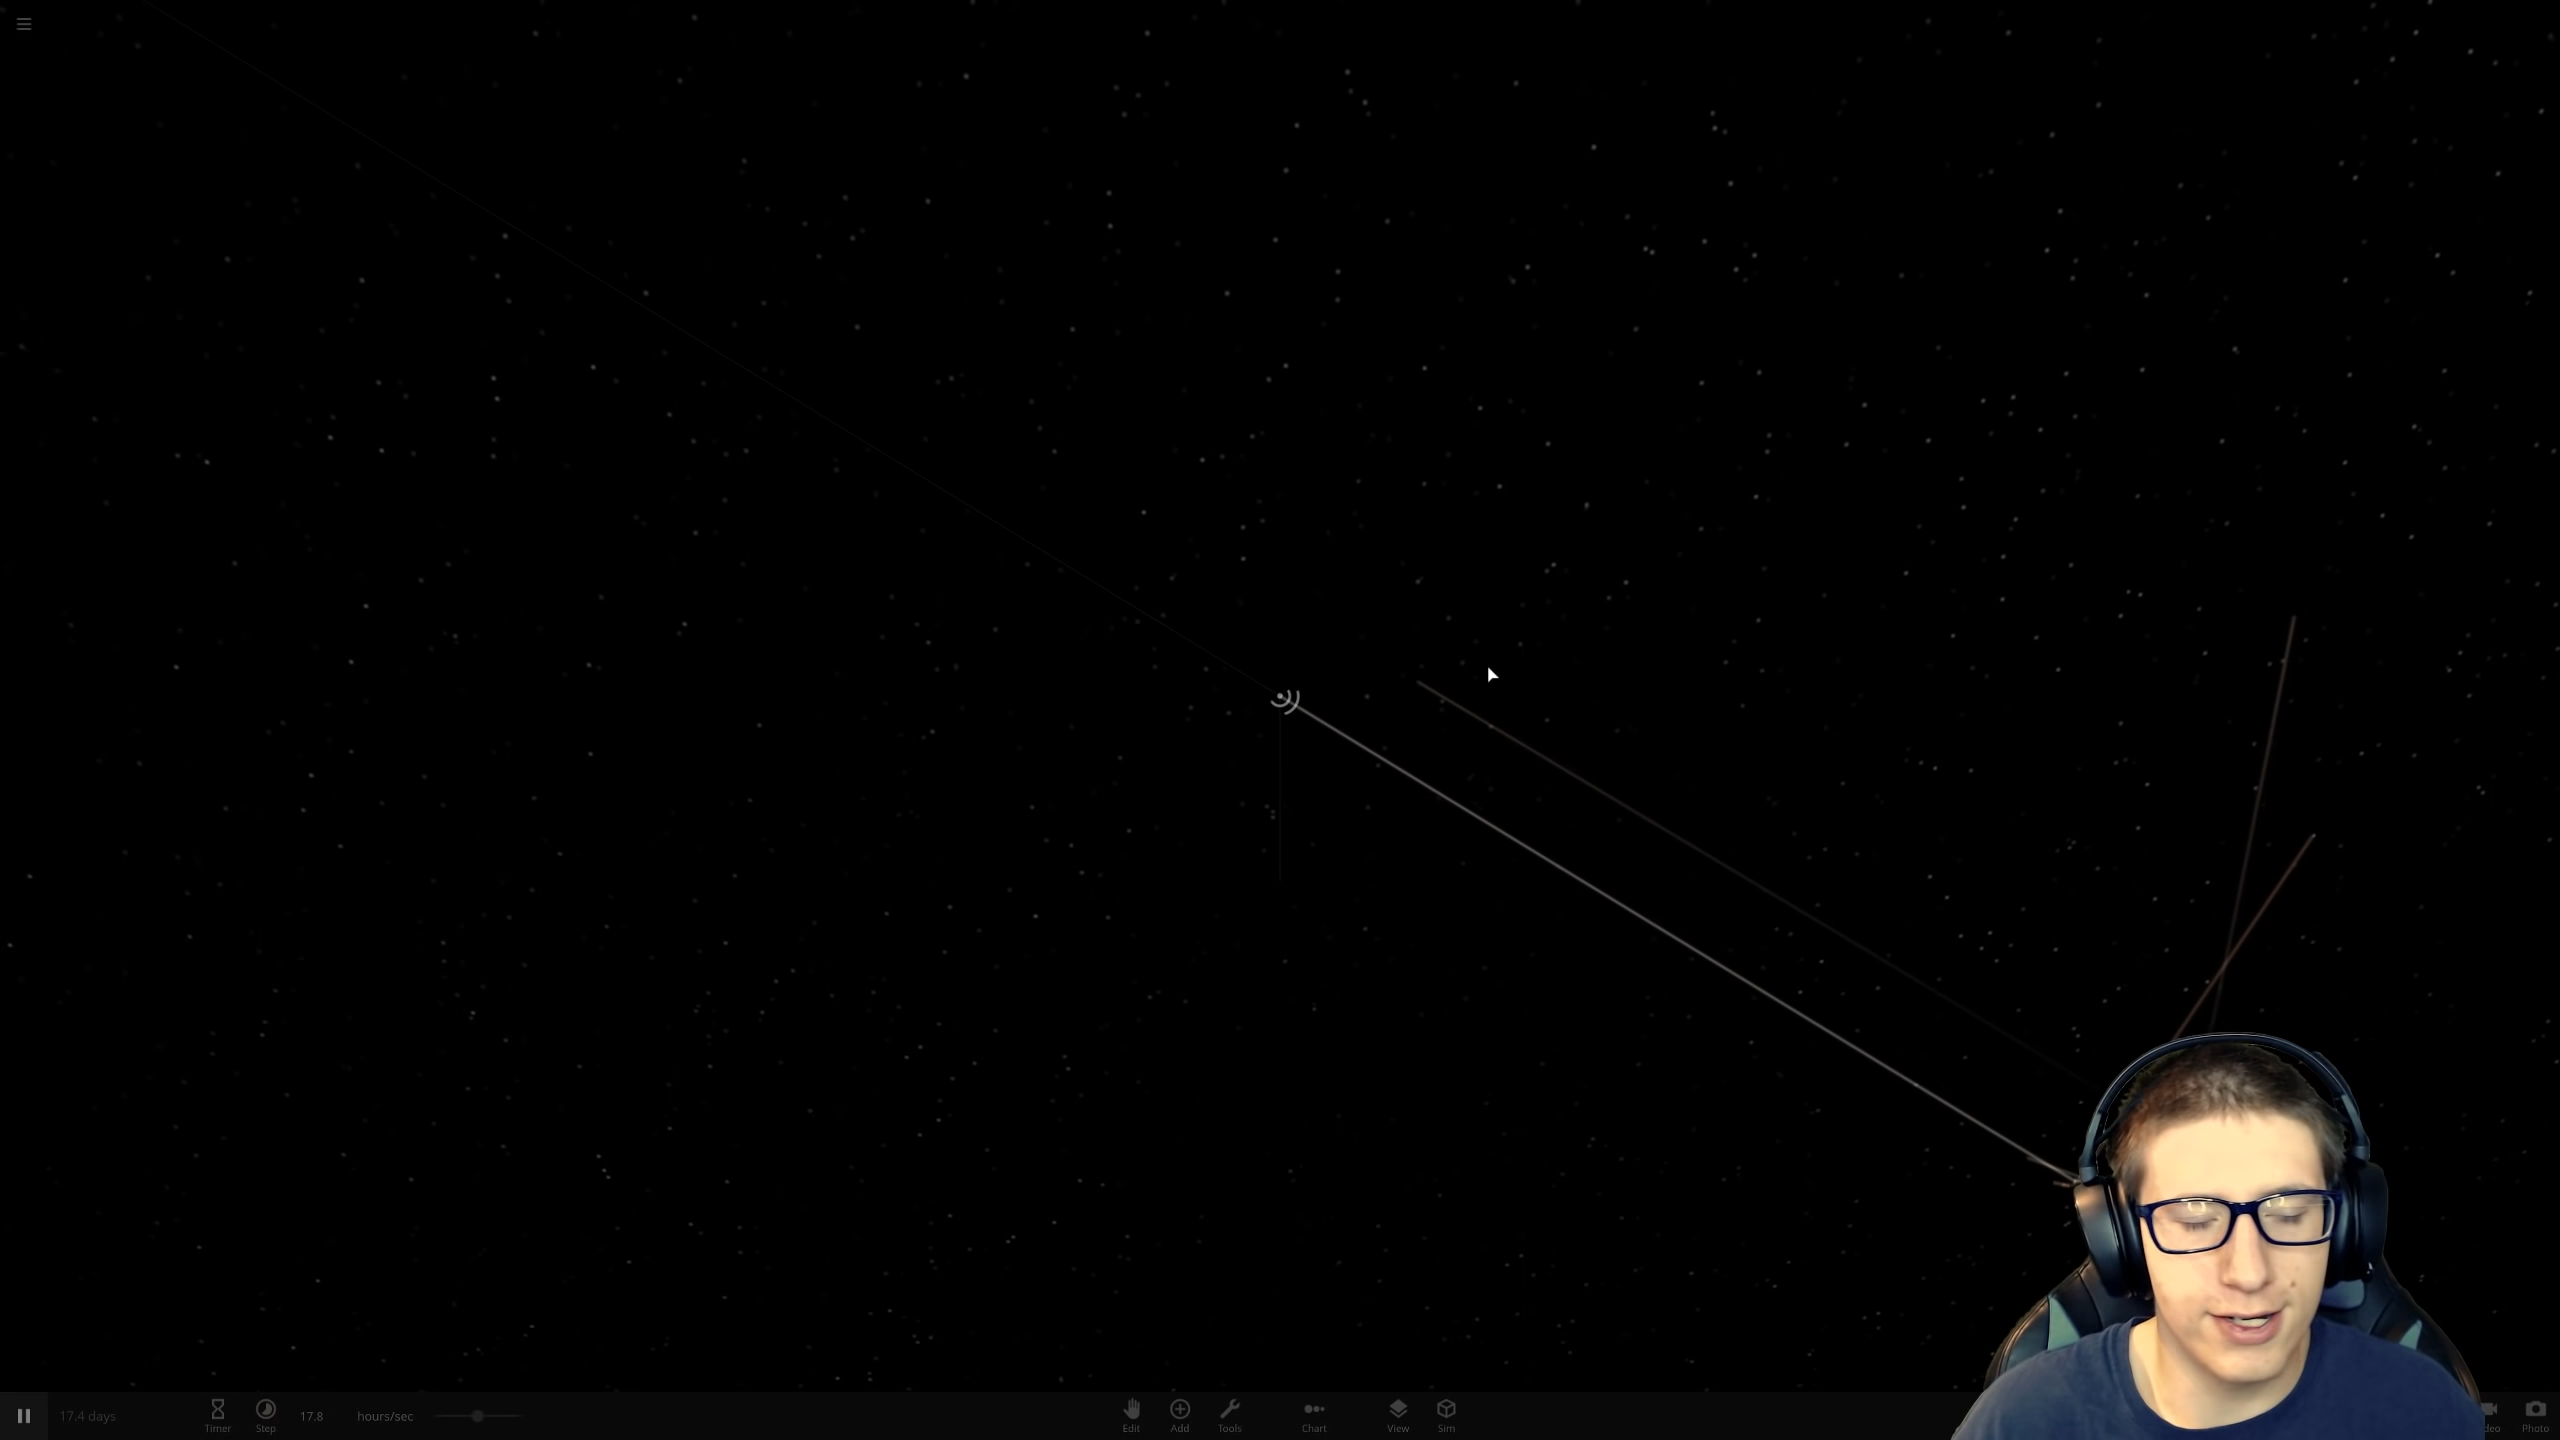 17.4 days
Timer
Step
17.8
hours/sec
Edit
Add
Tools
Chart
View
Sim
Photo